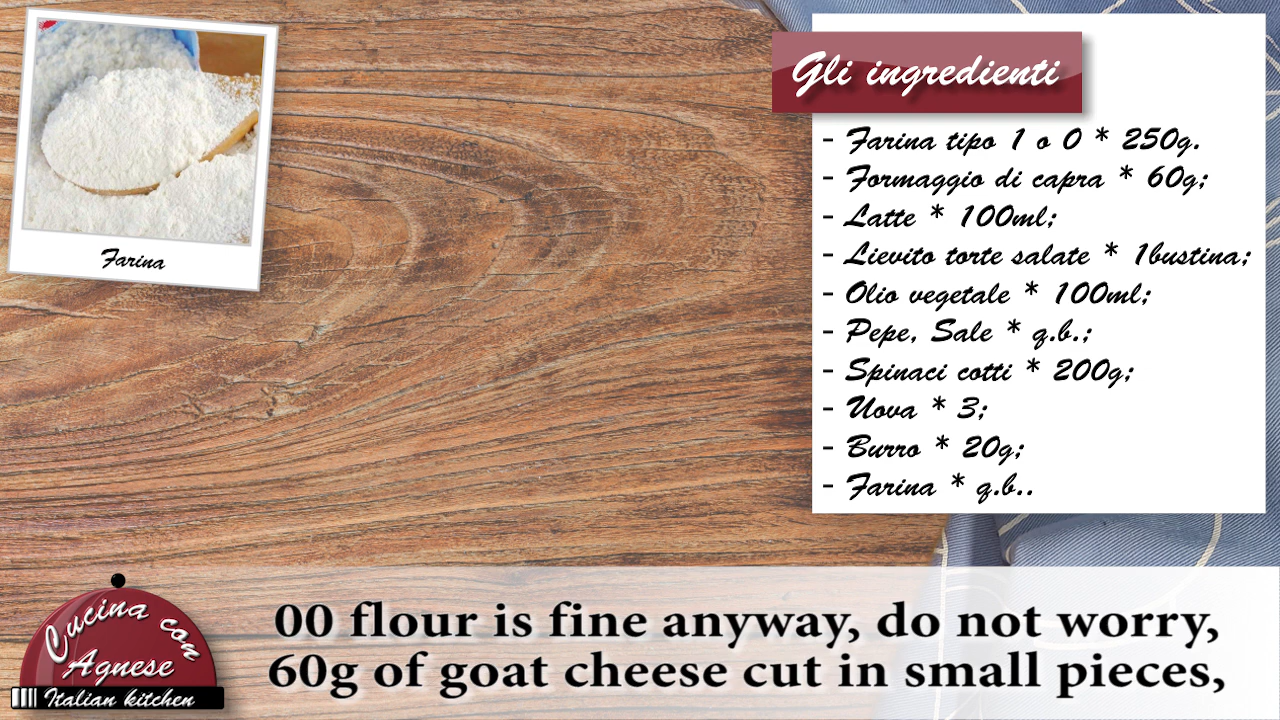 Gli ingredienti
- Farina tipo 1 o 0 * 250g.
- Formaggio di capra * 60g;
- Latte * 100ml;
- Lievito torte salate * 1bustina;
- Olio vegetale * 100ml;
- Pepe, Sale * q.b.;
- Spinaci cotti * 200g;
- Uova * 3;
- Burro * 20g;
- Farina * q.b..
Farina
00 flour is fine anyway, do not worry,
60g of goat cheese cut in small pieces,
Cucina con
Agnese
Italian kitchen